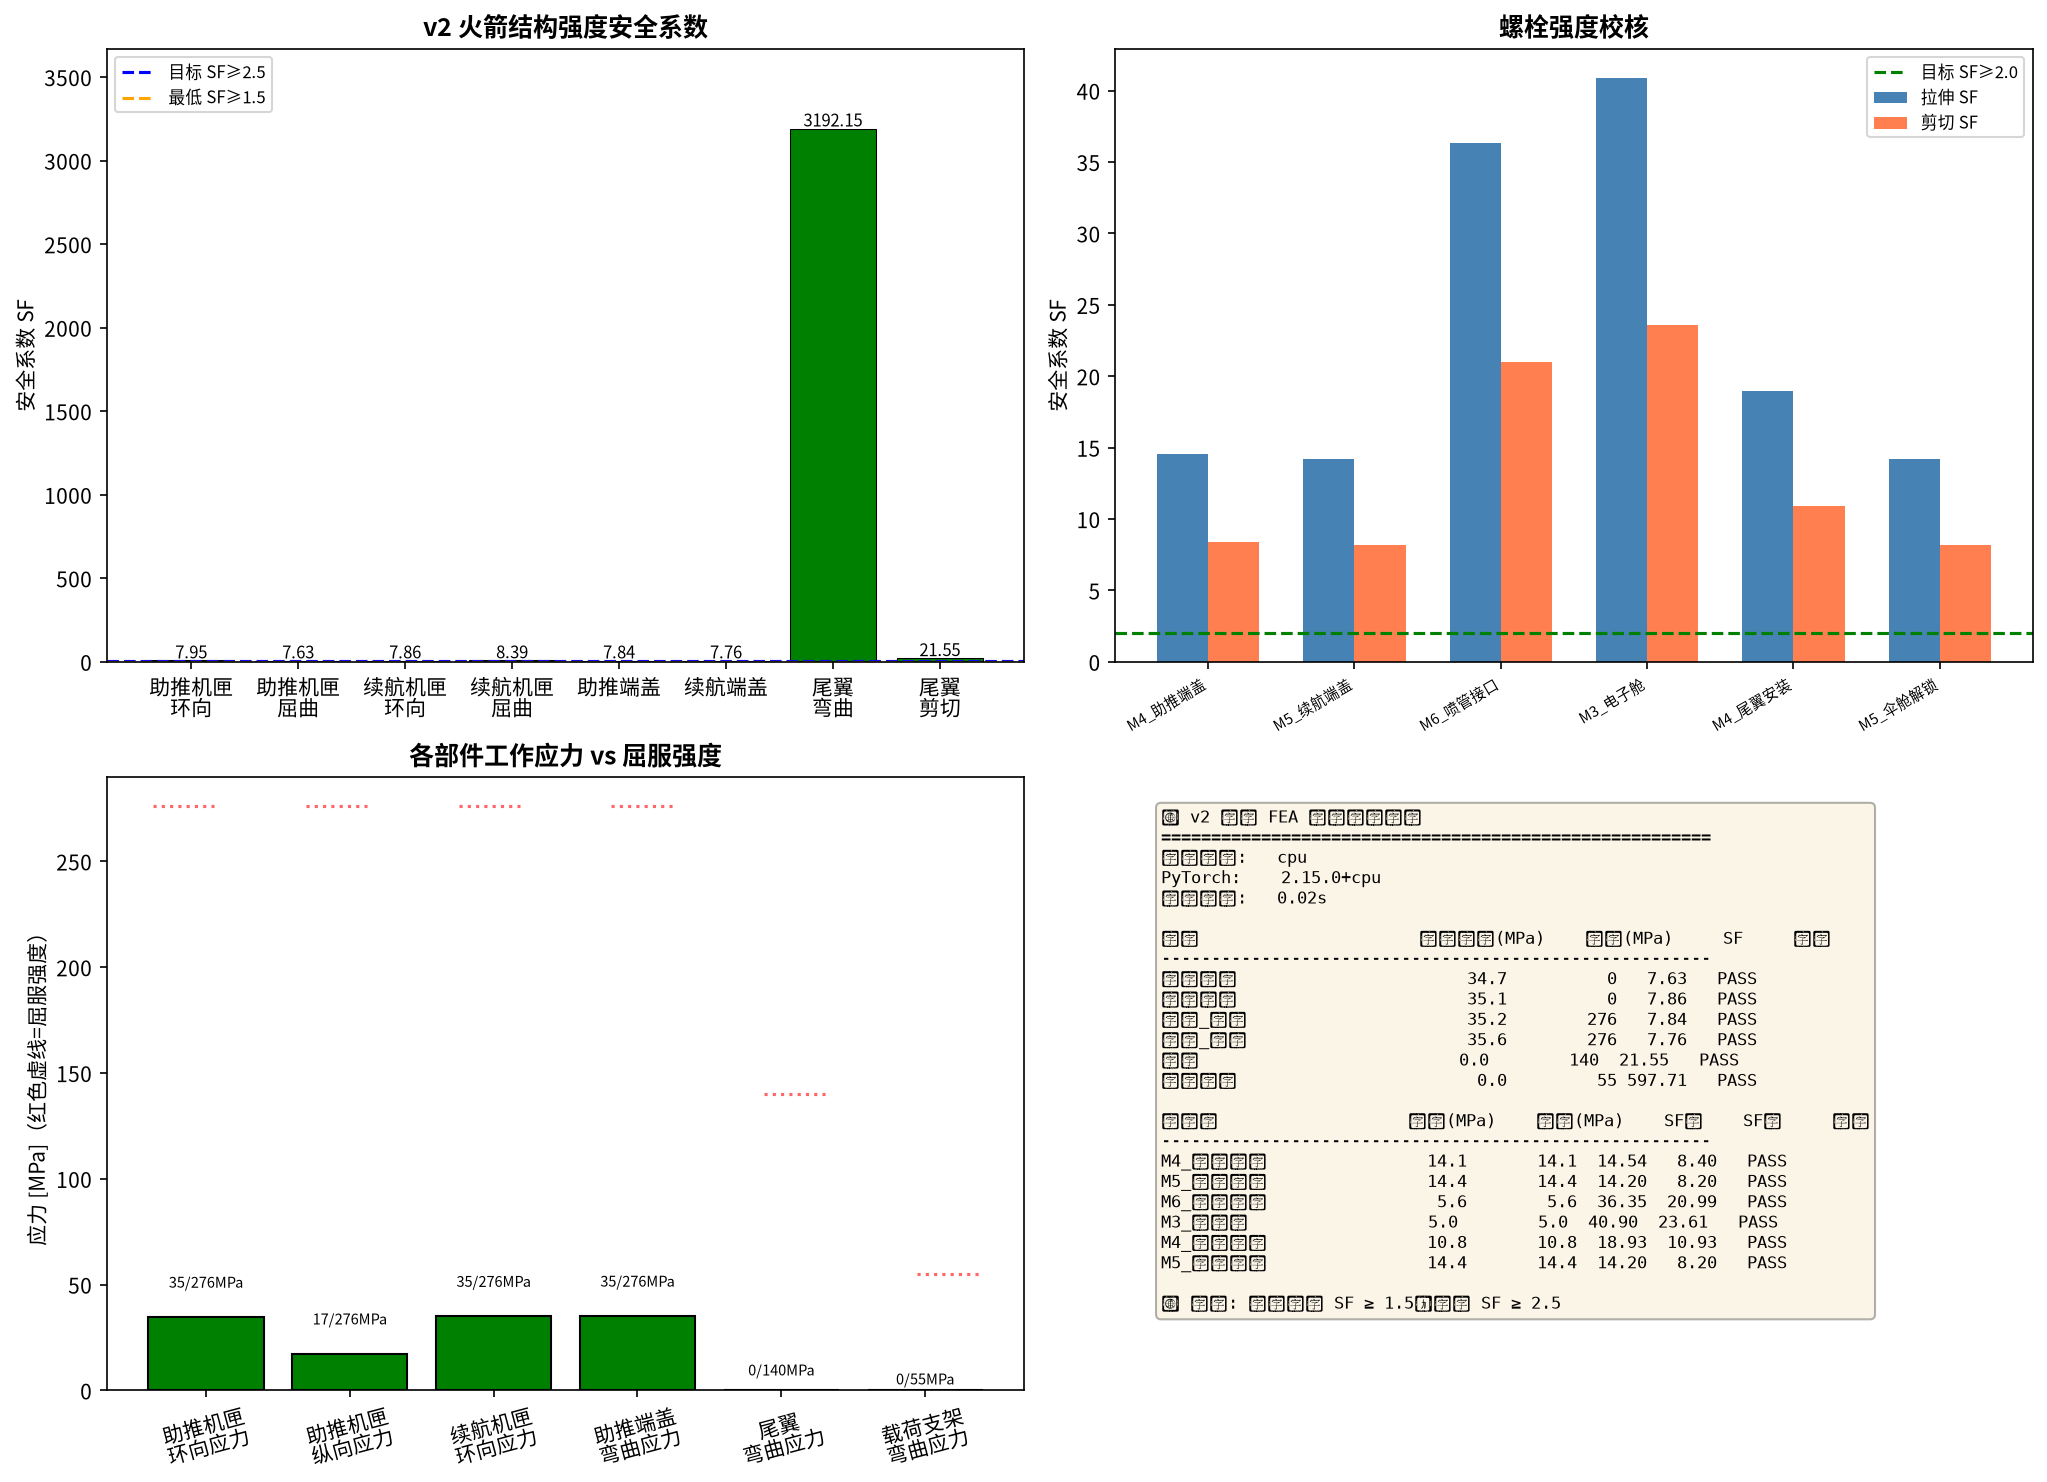 v2 火箭结构强度安全系数
目标 SF≥2.5
最低 SF≥1.5
安全系数 SF
3500
3000
2500
2000
1500
1000
500
0
7.95
7.63
7.86
8.39
7.84
7.76
3192.15
21.55
助推机匣
环向
助推机匣
屈曲
续航机匣
环向
续航机匣
屈曲
助推端盖
续航端盖
尾翼
弯曲
尾翼
剪切
螺栓强度校核
目标 SF≥2.0
拉伸 SF
剪切 SF
安全系数 SF
40
35
30
25
20
15
10
5
0
M4_助推端盖
M5_续航端盖
M6_喷管接口
M3_电子舱
M4_尾翼安装
M5_伞舱解锁
各部件工作应力 vs 屈服强度
应力 [MPa]（红色虚线=屈服强度）
250
200
150
100
50
0
35/276MPa
17/276MPa
35/276MPa
35/276MPa
0/140MPa
0/55MPa
助推机匣
环向应力
助推机匣
纵向应力
续航机匣
环向应力
助推端盖
弯曲应力
尾翼
弯曲应力
载荷支架
弯曲应力
v2 FEA
: cpu
PyTorch: 2.15.0+cpu
: 0.02s
(MPa) (MPa) SF
34.7 0 7.63 PASS
35.1 0 7.86 PASS
_ 35.2 276 7.84 PASS
_ 35.6 276 7.76 PASS
0.0 140 21.55 PASS
0.0 55 597.71 PASS
(MPa) (MPa) SF SF
M4_ 14.1 14.1 14.54 8.40 PASS
M5_ 14.4 14.4 14.20 8.20 PASS
M6_ 5.6 5.6 36.35 20.99 PASS
M3_ 5.0 5.0 40.90 23.61 PASS
M4_ 10.8 10.8 18.93 10.93 PASS
M5_ 14.4 14.4 14.20 8.20 PASS
: SF ≥ 1.5 SF ≥ 2.5